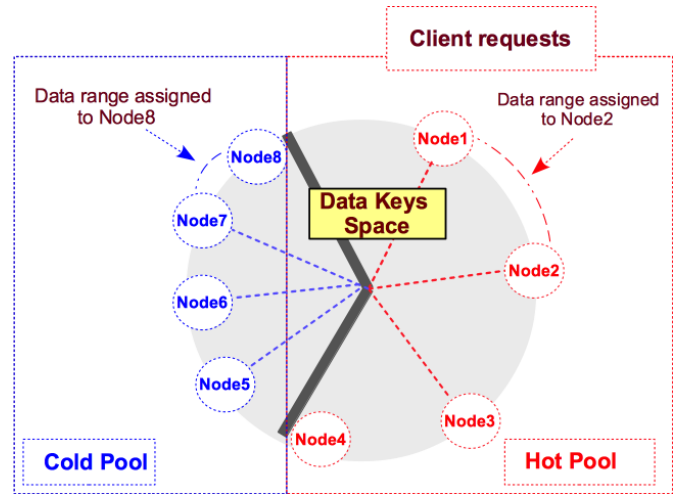 Client requests
Data range assigned
to Node8
Data range assigned
to Node2
Node8
Node1
Node7
Data Keys
Space
Node2
Node6
Node5
Node3
Node4
Cold Pool
Hot Pool